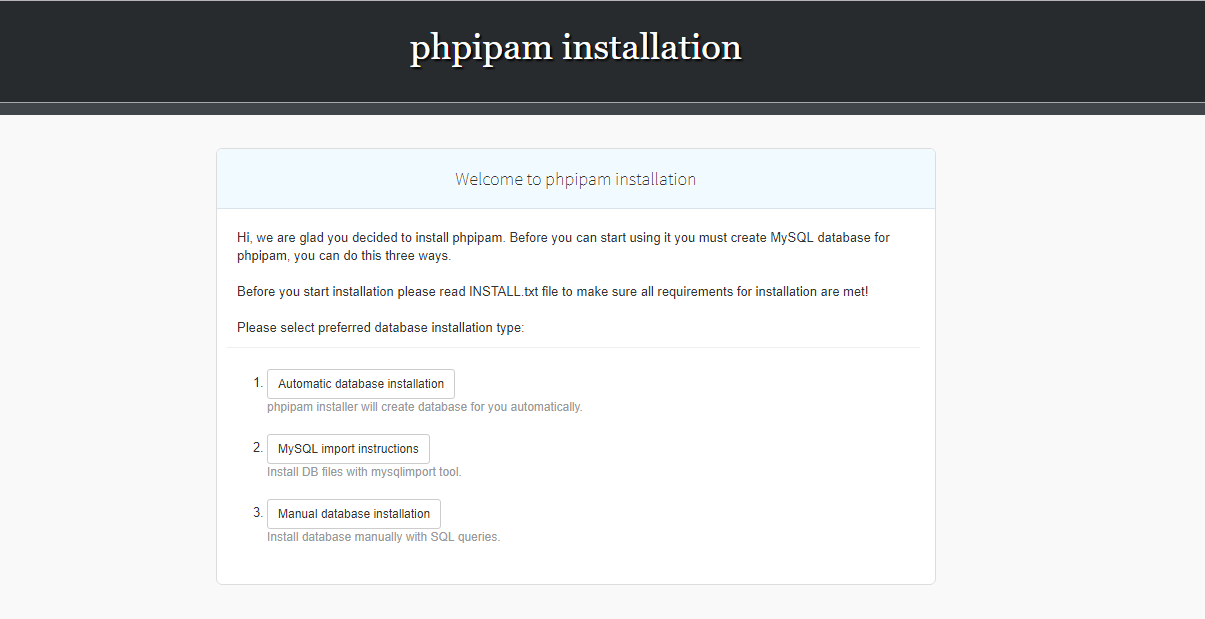 phpipam installation
Welcome to phpipam installation
Hi, we are glad you decided to install phpipam. Before you can start using it you must create MySQL database for
phpipam, you can do this three ways.
Before you start installation please read INSTALL.txt file to make sure all requirements for installation are met!
Please select preferred database installation type:
1. Automatic database installation
phpipam installer will create database for you automatically.
2. MySQL import instructions
Install DB files with mysqlimport tool.
3. Manual database installation
Install database manually with SQL queries.